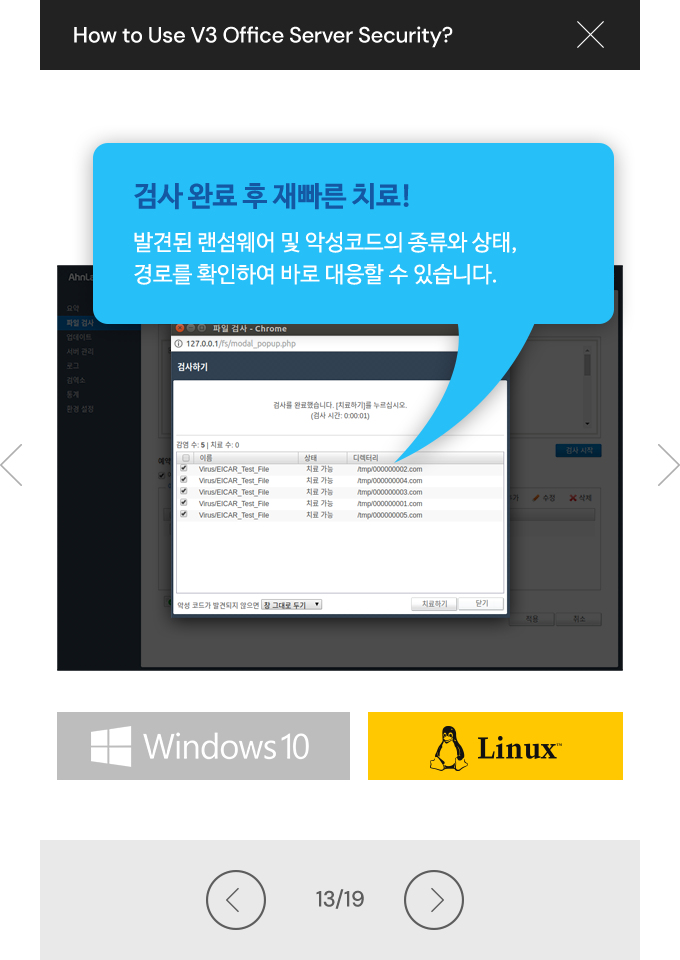 How to Use V3 Office Server Security?
검사 완료 후 재빠른 치료!
발견된 랜섬웨어 및 악성코드의 종류와 상태,
경로를 확인하여 바로 대응할 수 있습니다.
AhnLa
요약
파일 검사
업데이트
서버 관리
로그
검역소
통계
환경 설정
파일 검사 - Chrome
127.0.0.1/fs/modal_popup.php
검사하기
검사를 완료했습니다. [치료하기]를 누르십시오.
(검사 시간: 0:00:01)
감염 수: 5 | 치료 수: 0
이름 상태 디렉터리
Virus/EICAR_Test_File 치료 가능 /tmp/000000002.com
Virus/EICAR_Test_File 치료 가능 /tmp/000000004.com
Virus/EICAR_Test_File 치료 가능 /tmp/000000003.com
Virus/EICAR_Test_File 치료 가능 /tmp/000000001.com
Virus/EICAR_Test_File 치료 가능 /tmp/000000005.com
악성 코드가 발견되지 않으면 창 그대로 두기 치료하기 닫기
검사 시작
예약
수정 삭제
적용 취소
Windows 10
Linux™
13/19